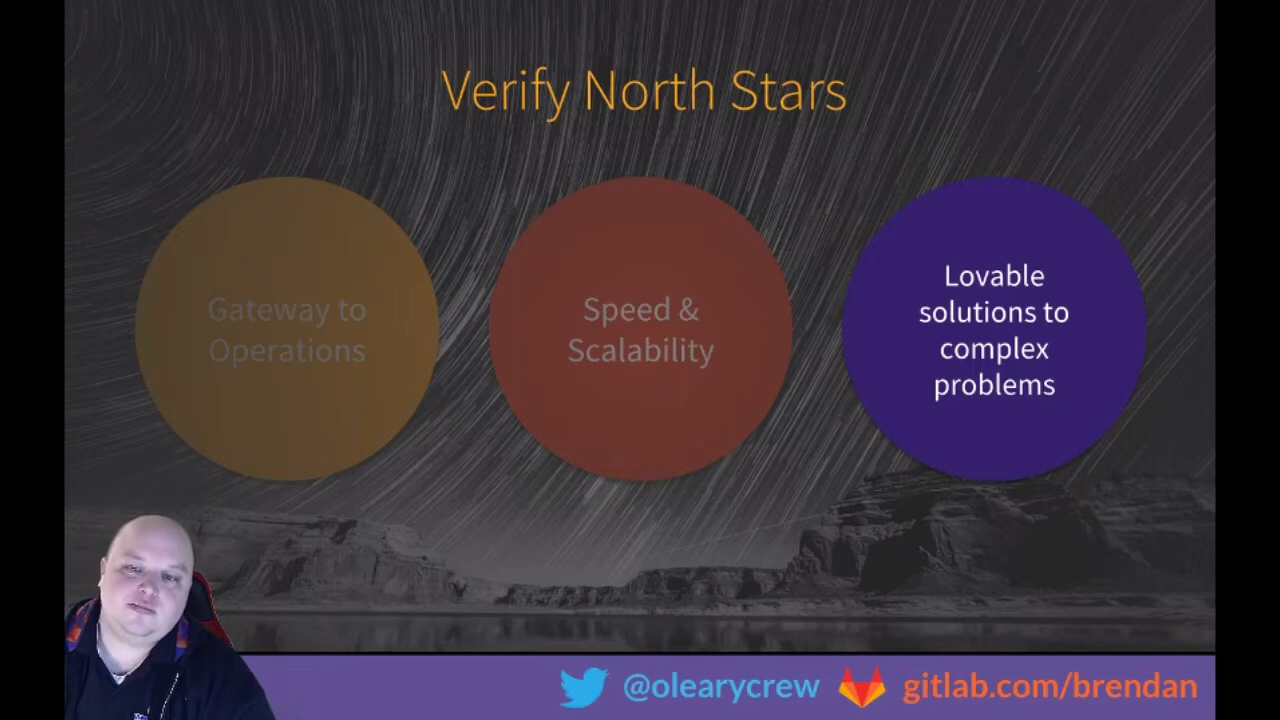 Verify North Stars
Gateway to
Operations
Speed &
Scalability
Lovable
solutions to
complex
problems
@olearycrew
gitlab.com/brendan